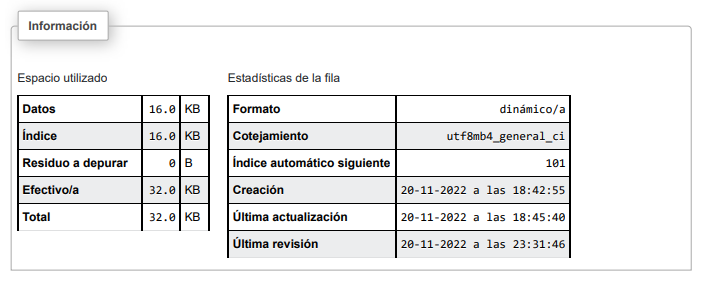 Información
Espacio utilizado
Datos 16.0 KB
Índice 16.0 KB
Residuo a depurar 0 B
Efectivo/a 32.0 KB
Total 32.0 KB
Estadísticas de la fila
Formato dinámico/a
Cotejamiento utf8mb4_general_ci
Índice automático siguiente 101
Creación 20-11-2022 a las 18:42:55
Última actualización 20-11-2022 a las 18:45:40
Última revisión 20-11-2022 a las 23:31:46